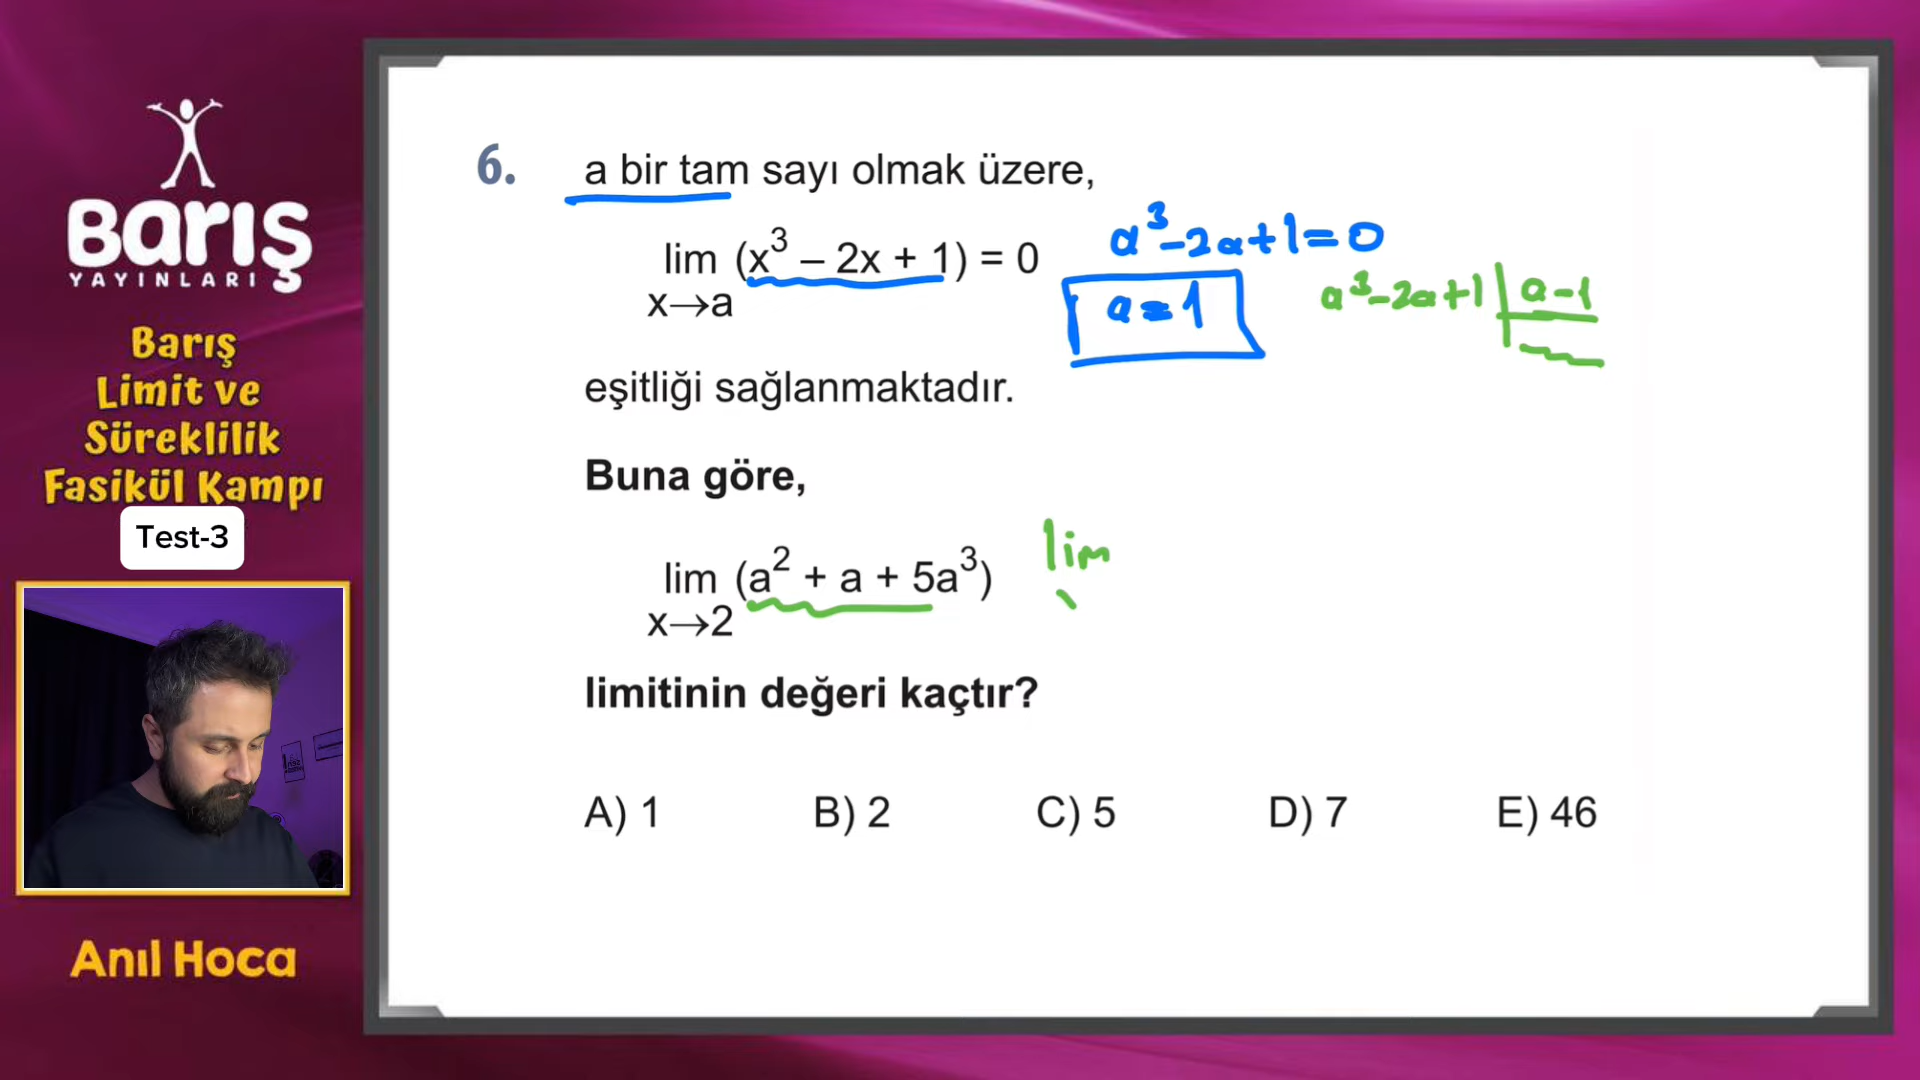 Barış
YAYINLARI
Barış
Limit ve
Süreklilik
Fasikül Kampı
Test-3
Anıl Hoca
6. a bir tam sayı olmak üzere,
lim (x³ – 2x + 1) = 0
x→a
a³-2a+1=0
a=1
a³-2a+1 | a-1
eşitliği sağlanmaktadır.
Buna göre,
lim (a² + a + 5a³)
x→2
lim
limitinin değeri kaçtır?
A) 1 B) 2 C) 5 D) 7 E) 46